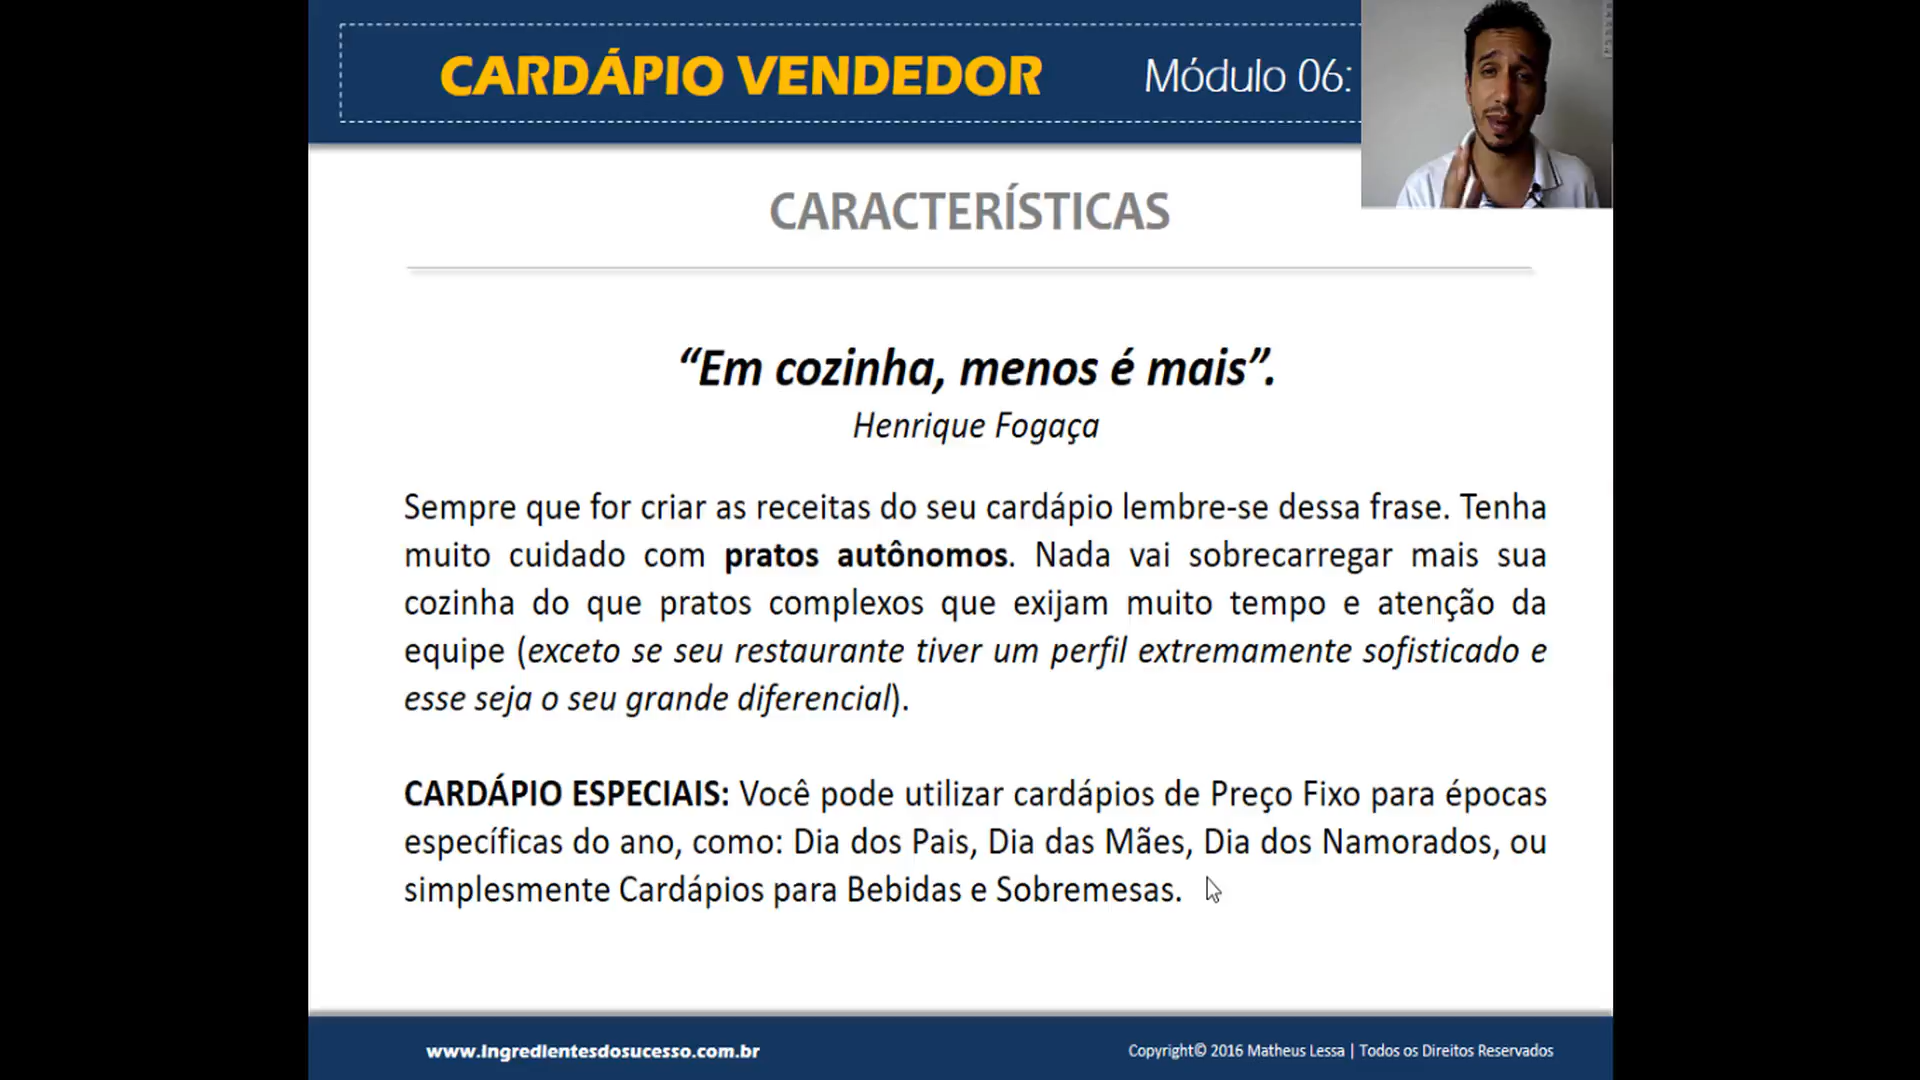 CARDÁPIO VENDEDOR Módulo 06:
CARACTERÍSTICAS
“Em cozinha, menos é mais”.
Henrique Fogaça
Sempre que for criar as receitas do seu cardápio lembre-se dessa frase. Tenha
muito cuidado com pratos autônomos. Nada vai sobrecarregar mais sua
cozinha do que pratos complexos que exijam muito tempo e atenção da
equipe (exceto se seu restaurante tiver um perfil extremamente sofisticado e
esse seja o seu grande diferencial).
CARDÁPIO ESPECIAIS: Você pode utilizar cardápios de Preço Fixo para épocas
específicas do ano, como: Dia dos Pais, Dia das Mães, Dia dos Namorados, ou
simplesmente Cardápios para Bebidas e Sobremesas.
www.Ingredientesdosucesso.com.br
Copyright© 2016 Matheus Lessa | Todos os Direitos Reservados